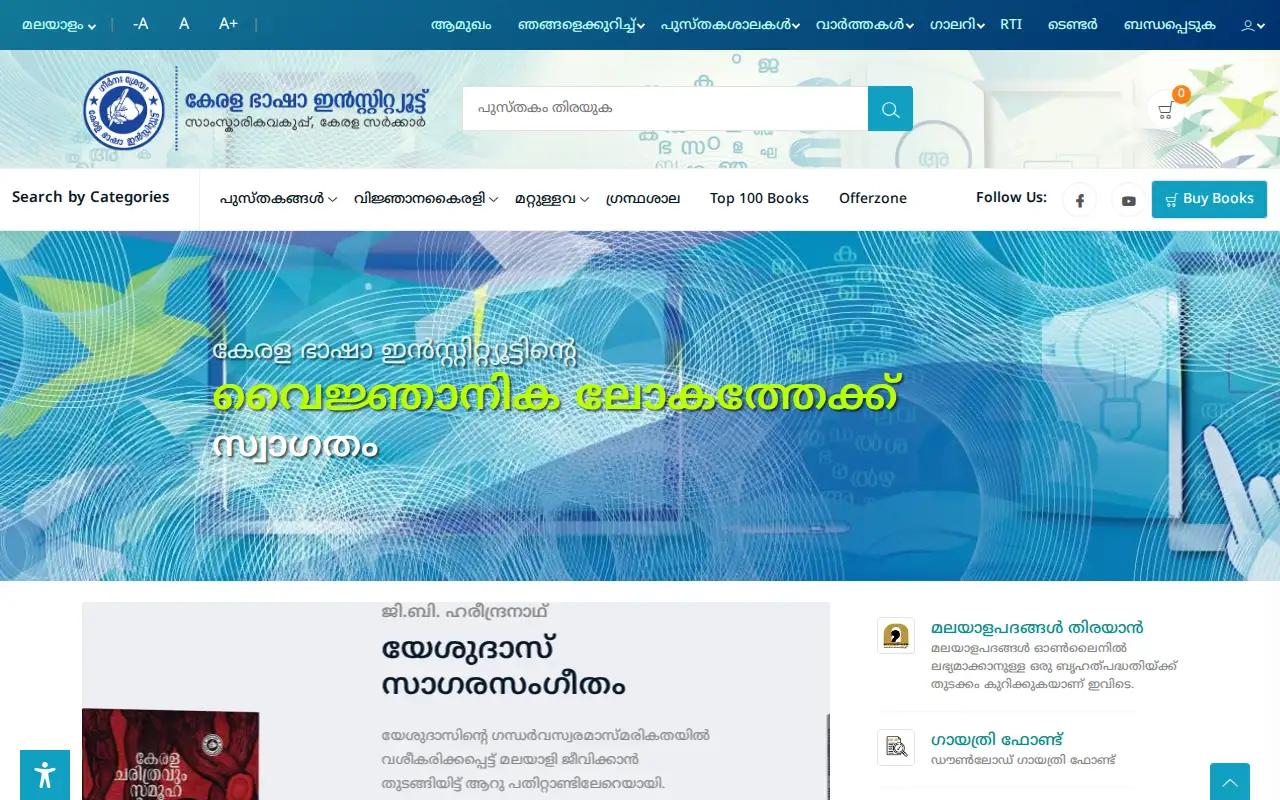 മലയാളം
-A A A+
ആമുഖം ഞങ്ങളെക്കുറിച്ച് പുസ്തകശാലകൾ വാർത്തകൾ ഗാലറി RTI ടെണ്ടർ ബന്ധപ്പെടുക
കേരള ഭാഷാ ഇൻസ്റ്റിറ്റ്യൂട്ട്
സാംസ്കാരികവകുപ്പ്, കേരള സർക്കാർ
പുസ്തകം തിരയുക
0
Search by Categories പുസ്തകങ്ങൾ വിജ്ഞാനകൈരളി മറ്റുള്ളവ ഗ്രന്ഥശാല Top 100 Books Offerzone Follow Us: Buy Books
കേരള ഭാഷാ ഇൻസ്റ്റിറ്റ്യൂട്ടിന്റെ
വൈജ്ഞാനിക ലോകത്തേക്ക്
സ്വാഗതം
ജി.ബി. ഹരീന്ദ്രനാഥ്
യേശുദാസ്
സാഗരസംഗീതം
യേശുദാസിന്റെ ഗന്ധർവസ്വരമാസ്മരികതയിൽ
വശീകരിക്കപ്പെട്ട് മലയാളി ജീവിക്കാൻ
തുടങ്ങിയിട്ട് ആറു പതിറ്റാണ്ടിലേറെയായി.
കേരള
ചരിത്രവും
സമൂഹ
മലയാളപദങ്ങൾ തിരയാൻ
മലയാളപദങ്ങൾ ഓൺലൈനിൽ
ലഭ്യമാക്കാനുള്ള ഒരു ബൃഹത്പദ്ധതിയ്ക്ക്
തുടക്കം കുറിക്കുകയാണ് ഇവിടെ.
ഗായത്രി ഫോണ്ട്
ഡൗൺലോഡ് ഗായത്രി ഫോണ്ട്